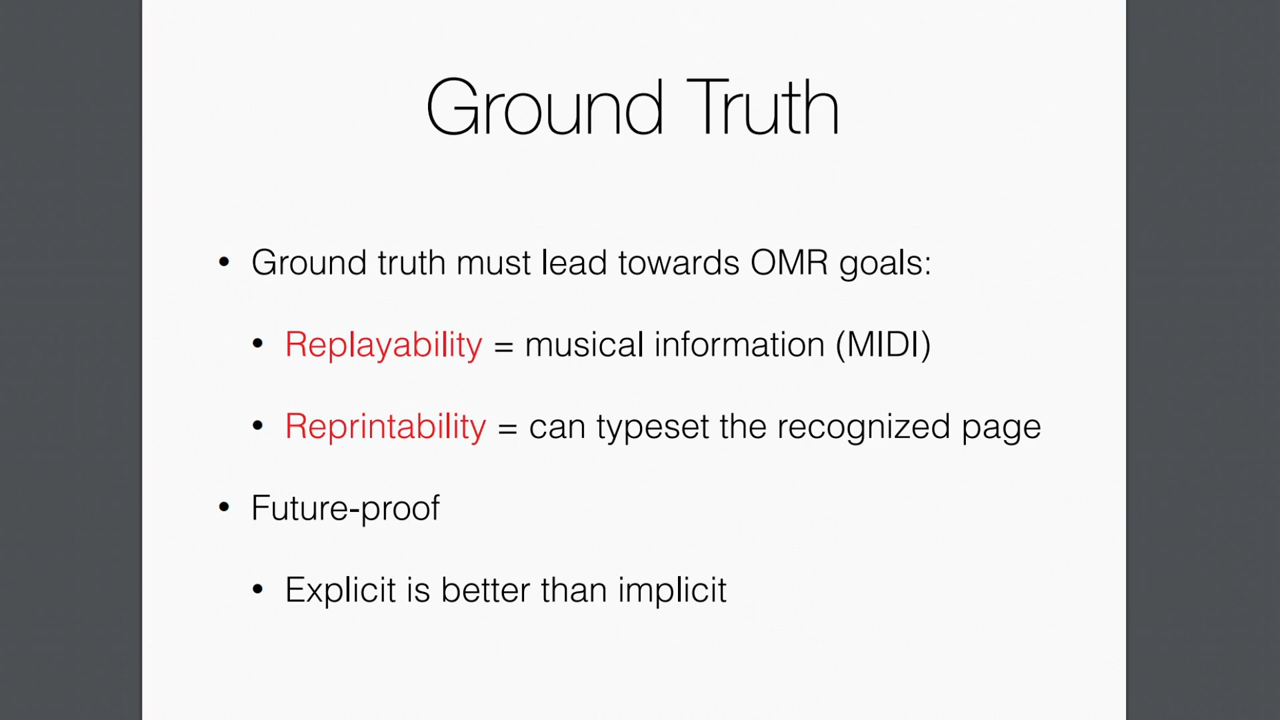 Ground Truth
• Ground truth must lead towards OMR goals:
• Replayability = musical information (MIDI)
• Reprintability = can typeset the recognized page
• Future-proof
• Explicit is better than implicit